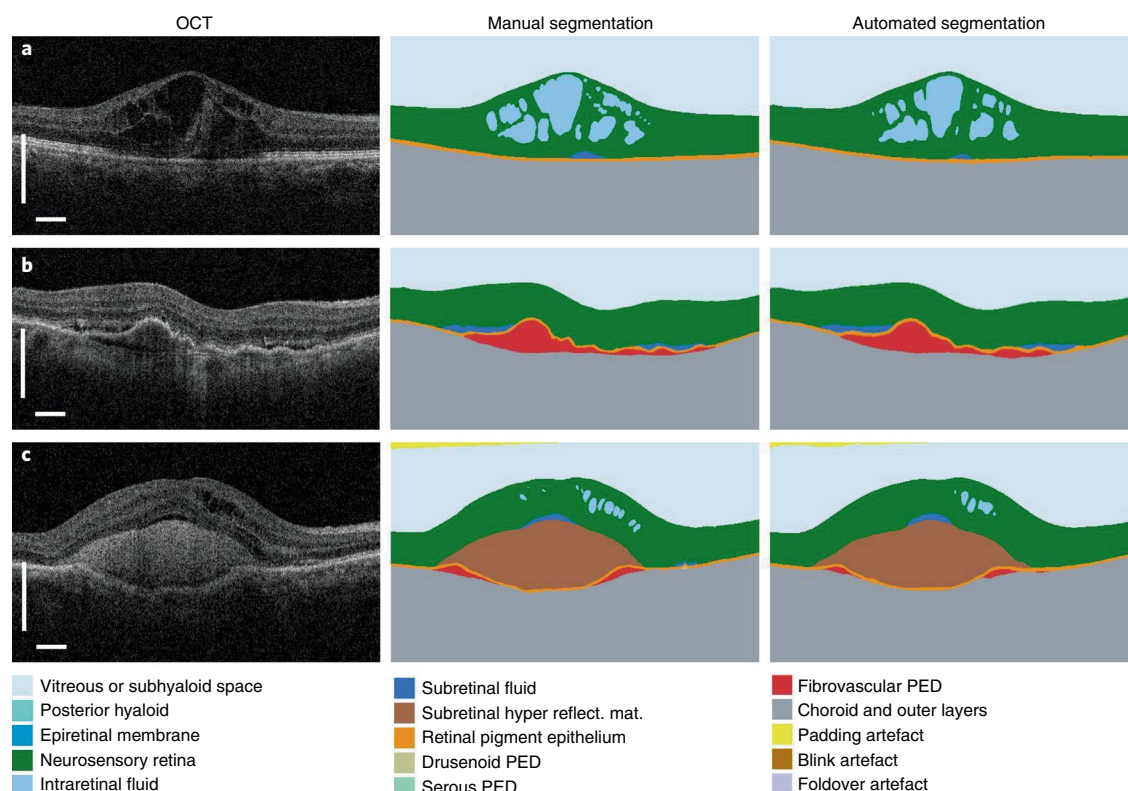 OCT
Manual segmentation
Automated segmentation
a
b
c
Vitreous or subhyaloid space
Posterior hyaloid
Epiretinal membrane
Neurosensory retina
Intraretinal fluid
Subretinal fluid
Subretinal hyper reflect. mat.
Retinal pigment epithelium
Drusenoid PED
Serous PED
Fibrovascular PED
Choroid and outer layers
Padding artefact
Blink artefact
Foldover artefact